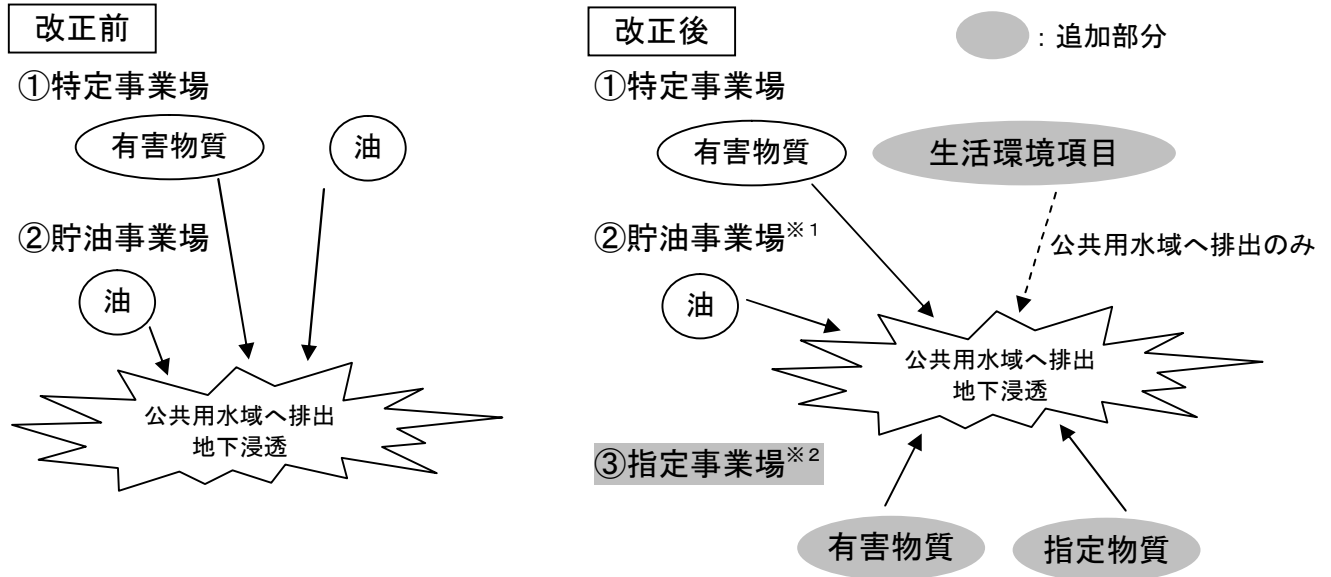 改正前
①特定事業場
有害物質
油
②貯油事業場
油
公共用水域へ排出
地下浸透
改正後
:追加部分
①特定事業場
有害物質
生活環境項目
②貯油事業場※1
公共用水域へ排出のみ
油
公共用水域へ排出
地下浸透
③指定事業場※2
有害物質
指定物質